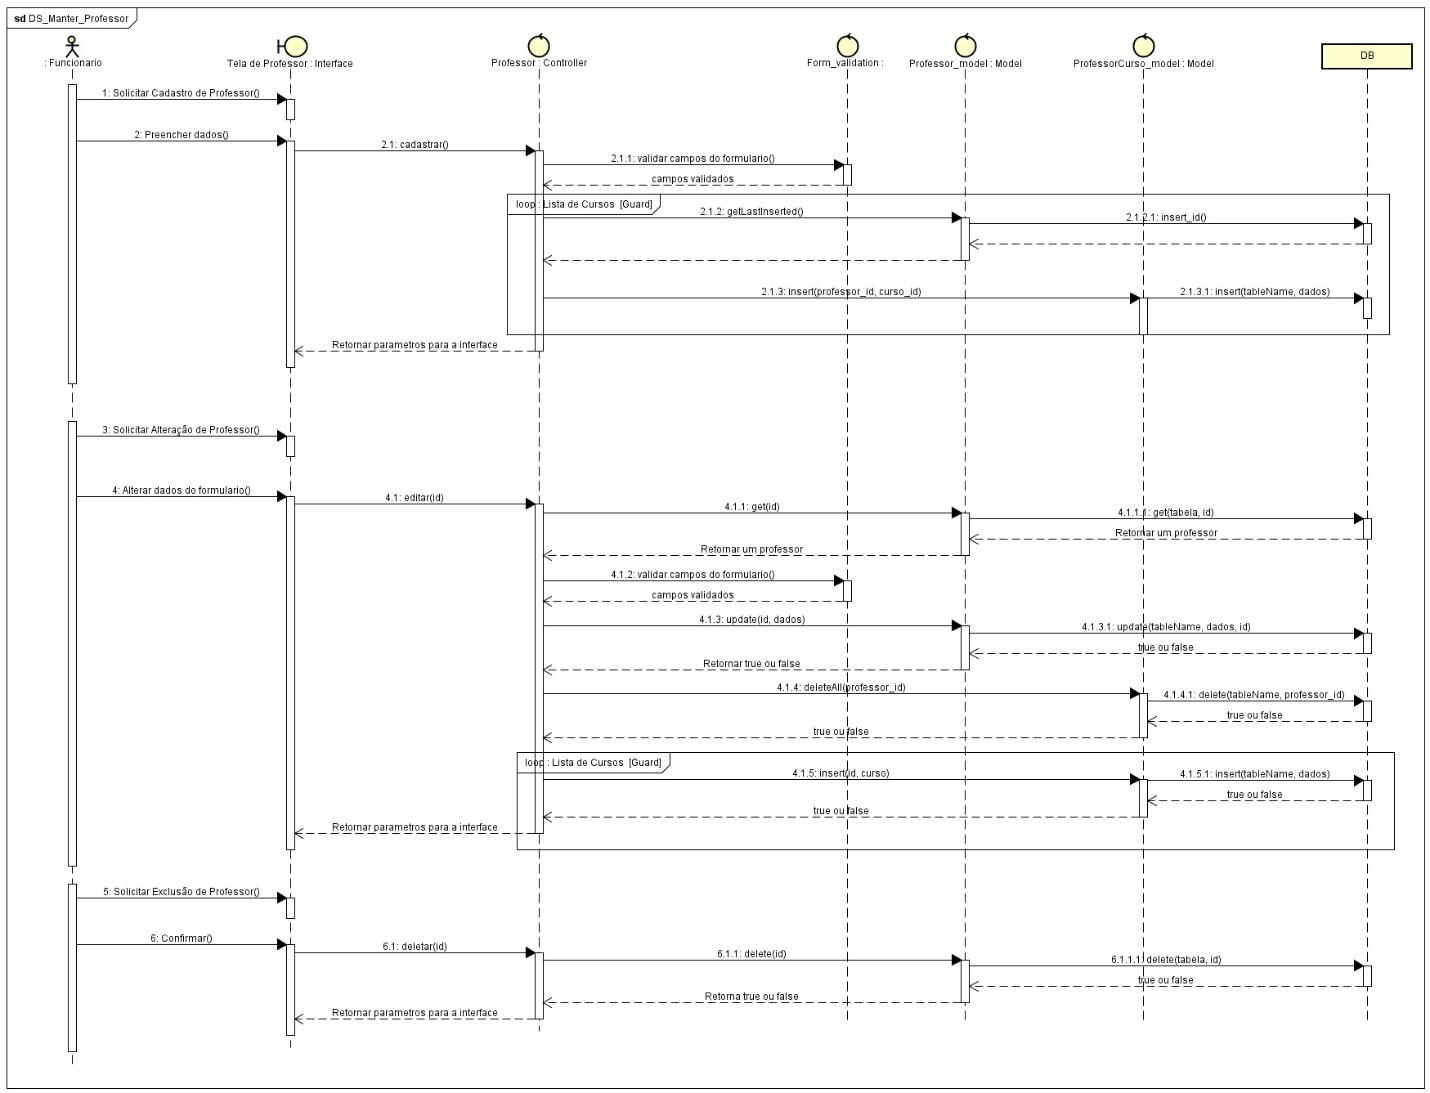 sd DS_Manter_Professor
: Funcionario
Tela de Professor : Interface
Professor : Controller
Form_validation :
Professor_model : Model
ProfessorCurso_model : Model
DB
1: Solicitar Cadastro de Professor()
2: Preencher dados()
2.1: cadastrar()
2.1.1: validar campos do formulario()
campos validados
loop : Lista de Cursos [Guard]
2.1.2: getLastInserted()
2.1.2.1: insert_id()
2.1.3: insert(professor_id, curso_id)
2.1.3.1: insert(tableName, dados)
Retornar parametros para a interface
3: Solicitar Alteração de Professor()
4: Alterar dados do formulario()
4.1: editar(id)
4.1.1: get(id)
4.1.1.1: get(tabela, id)
Retornar um professor
Retornar um professor
4.1.2: validar campos do formulario()
campos validados
4.1.3: update(id, dados)
4.1.3.1: update(tableName, dados, id)
true ou false
Retornar true ou false
4.1.4: deleteAll(professor_id)
4.1.4.1: delete(tableName, professor_id)
true ou false
true ou false
loop : Lista de Cursos [Guard]
4.1.5: insert(id, curso)
4.1.5.1: insert(tableName, dados)
true ou false
true ou false
Retornar parametros para a interface
5: Solicitar Exclusão de Professor()
6: Confirmar()
6.1: deletar(id)
6.1.1: delete(id)
6.1.1.1: delete(tabela, id)
true ou false
Retorna true ou false
Retornar parametros para a interface